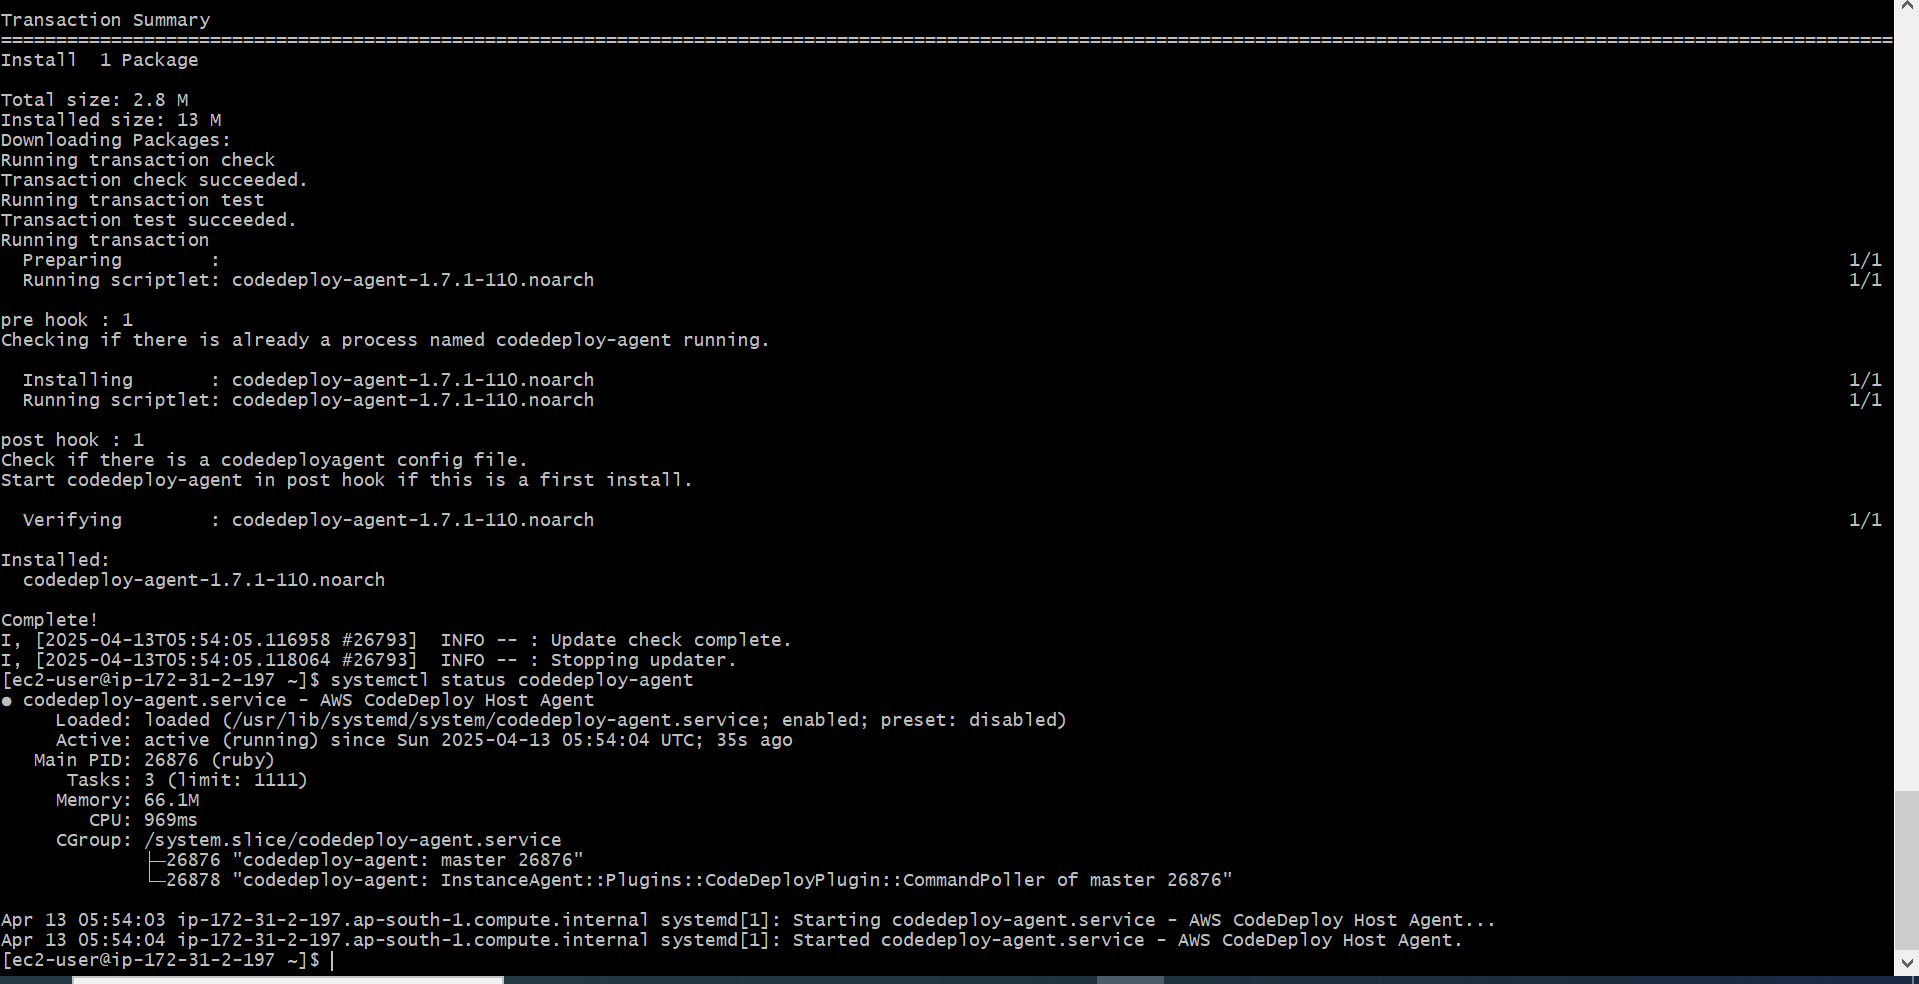 Transaction Summary
================================================================================================================================================================================
Install  1 Package
Total size: 2.8 M
Installed size: 13 M
Downloading Packages:
Running transaction check
Transaction check succeeded.
Running transaction test
Transaction test succeeded.
Running transaction
  Preparing        :                                                                                                                                                     1/1
  Running scriptlet: codedeploy-agent-1.7.1-110.noarch                                                                                                                   1/1
pre hook : 1
Checking if there is already a process named codedeploy-agent running.
  Installing       : codedeploy-agent-1.7.1-110.noarch                                                                                                                   1/1
  Running scriptlet: codedeploy-agent-1.7.1-110.noarch                                                                                                                   1/1
post hook : 1
Check if there is a codedeployagent config file.
Start codedeploy-agent in post hook if this is a first install.
  Verifying        : codedeploy-agent-1.7.1-110.noarch                                                                                                                   1/1
Installed:
  codedeploy-agent-1.7.1-110.noarch
Complete!
I, [2025-04-13T05:54:05.116958 #26793]  INFO -- : Update check complete.
I, [2025-04-13T05:54:05.118064 #26793]  INFO -- : Stopping updater.
[ec2-user@ip-172-31-2-197 ~]$ systemctl status codedeploy-agent
● codedeploy-agent.service - AWS CodeDeploy Host Agent
     Loaded: loaded (/usr/lib/systemd/system/codedeploy-agent.service; enabled; preset: disabled)
     Active: active (running) since Sun 2025-04-13 05:54:04 UTC; 35s ago
   Main PID: 26876 (ruby)
      Tasks: 3 (limit: 1111)
     Memory: 66.1M
        CPU: 969ms
     CGroup: /system.slice/codedeploy-agent.service
             ├─26876 "codedeploy-agent: master 26876"
             └─26878 "codedeploy-agent: InstanceAgent::Plugins::CodeDeployPlugin::CommandPoller of master 26876"
Apr 13 05:54:03 ip-172-31-2-197.ap-south-1.compute.internal systemd[1]: Starting codedeploy-agent.service - AWS CodeDeploy Host Agent...
Apr 13 05:54:04 ip-172-31-2-197.ap-south-1.compute.internal systemd[1]: Started codedeploy-agent.service - AWS CodeDeploy Host Agent.
[ec2-user@ip-172-31-2-197 ~]$